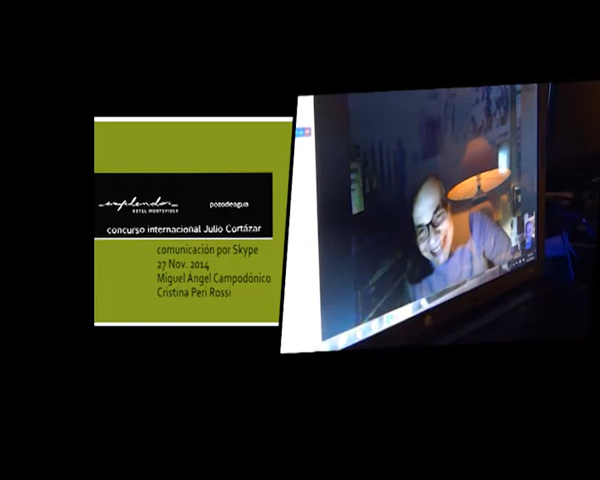 esplendor
HOTEL MONTEVIDEO
pozodeagua
concurso internacional Julio Cortázar
comunicación por Skype
27 Nov. 2014
Miguel Angel Campodónico
Cristina Peri Rossi